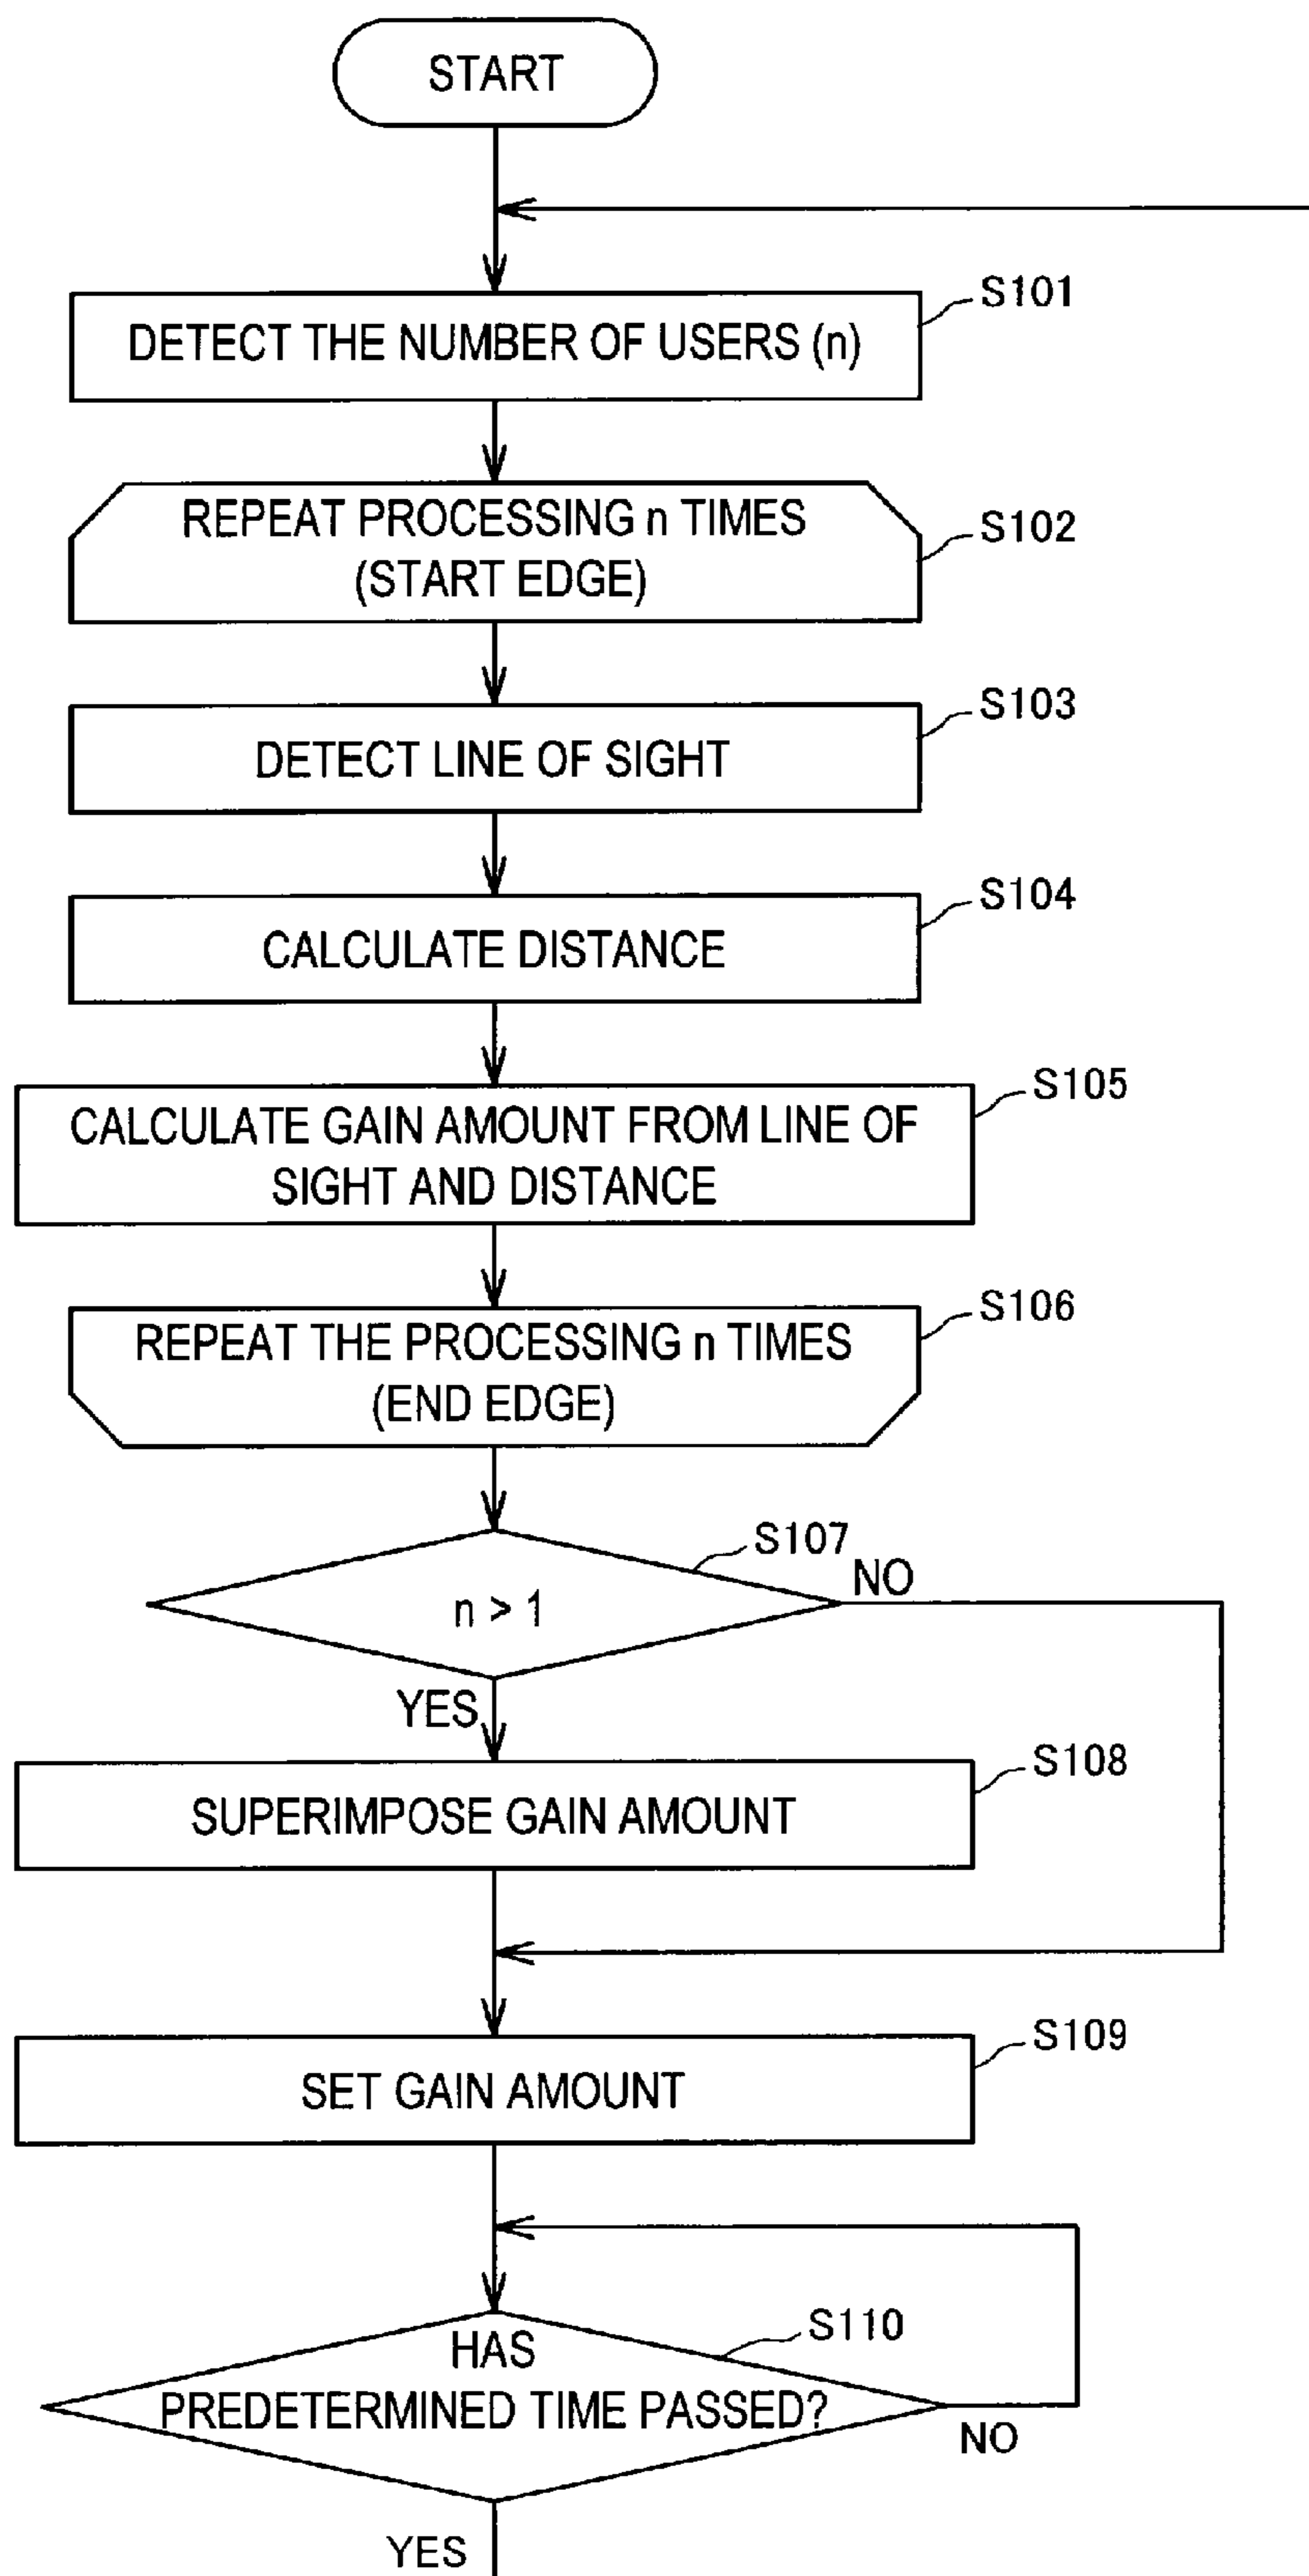 START
S101
DETECT THE NUMBER OF USERS (n)
S102
REPEAT PROCESSING n TIMES
(START EDGE)
S103
DETECT LINE OF SIGHT
S104
CALCULATE DISTANCE
S105
CALCULATE GAIN AMOUNT FROM LINE OF
SIGHT AND DISTANCE
S106
REPEAT THE PROCESSING n TIMES
(END EDGE)
S107
n > 1
NO
YES
S108
SUPERIMPOSE GAIN AMOUNT
S109
SET GAIN AMOUNT
S110
HAS
PREDETERMINED TIME PASSED?
NO
YES